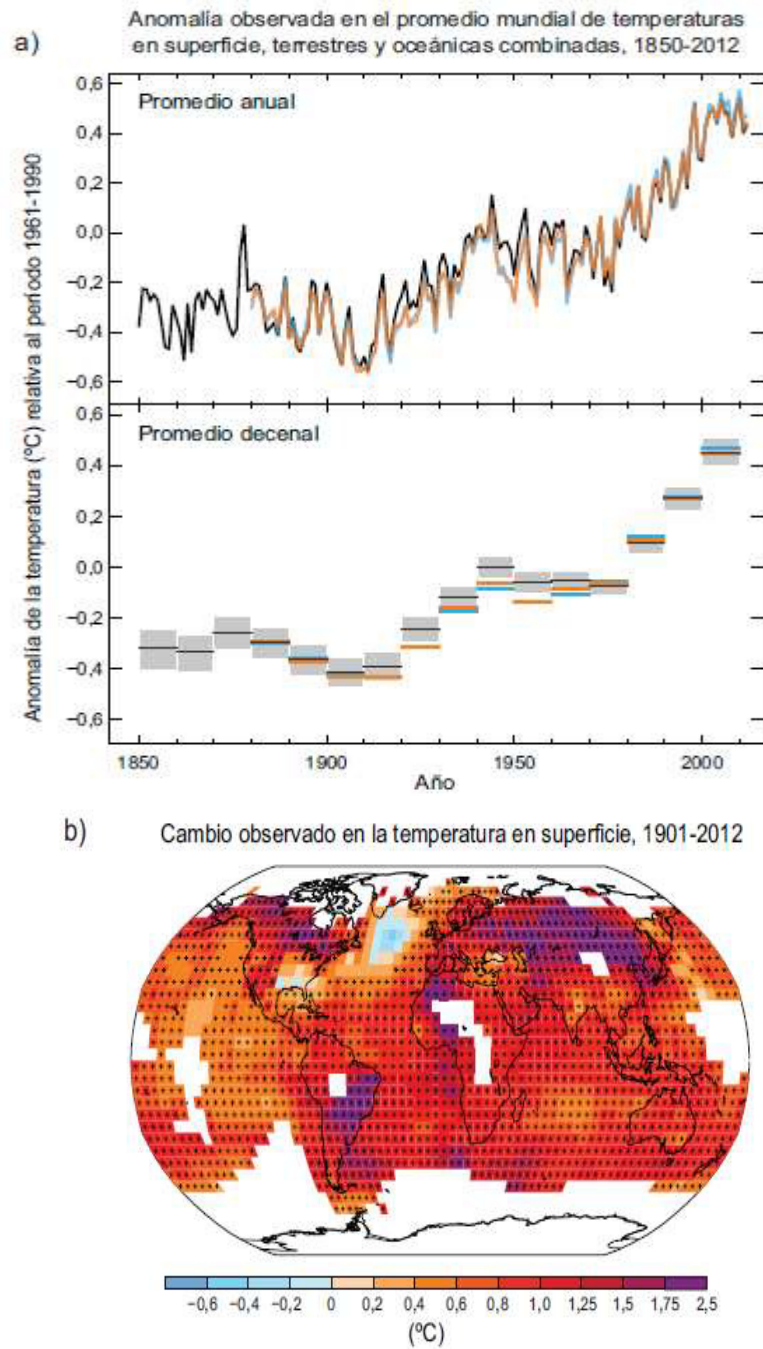 a)
Anomalía observada en el promedio mundial de temperaturas
en superficie, terrestres y oceánicas combinadas, 1850-2012
Anomalía de la temperatura (ºC) relativa al período 1961-1990
Promedio anual
0,6
0,4
0,2
0,0
−0,2
−0,4
−0,6
Promedio decenal
0,6
0,4
0,2
0,0
−0,2
−0,4
−0,6
1850 1900 1950 2000
Año
b)
Cambio observado en la temperatura en superficie, 1901-2012
−0,6 −0,4 −0,2 0 0,2 0,4 0,6 0,8 1,0 1,25 1,5 1,75 2,5
(ºC)